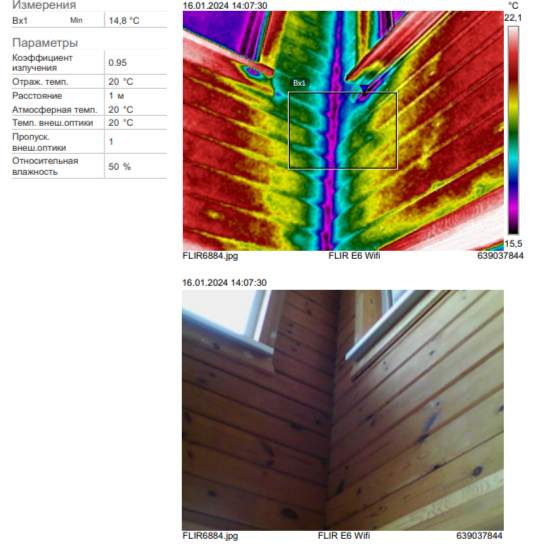 Измерения
Bx1 Min 14,8 °C
Параметры
Коэффициент
излучения
0.95
Отраж. темп. 20 °C
Расстояние 1 м
Атмосферная темп. 20 °C
Темп. внеш.оптики 20 °C
Пропуск.
внеш.оптики
1
Относительная
влажность
50 %
16.01.2024 14:07:30
°C
22,1
Bx1
15,5
FLIR6884.jpg FLIR E6 Wifi 639037844
16.01.2024 14:07:30
FLIR6884.jpg FLIR E6 Wifi 639037844